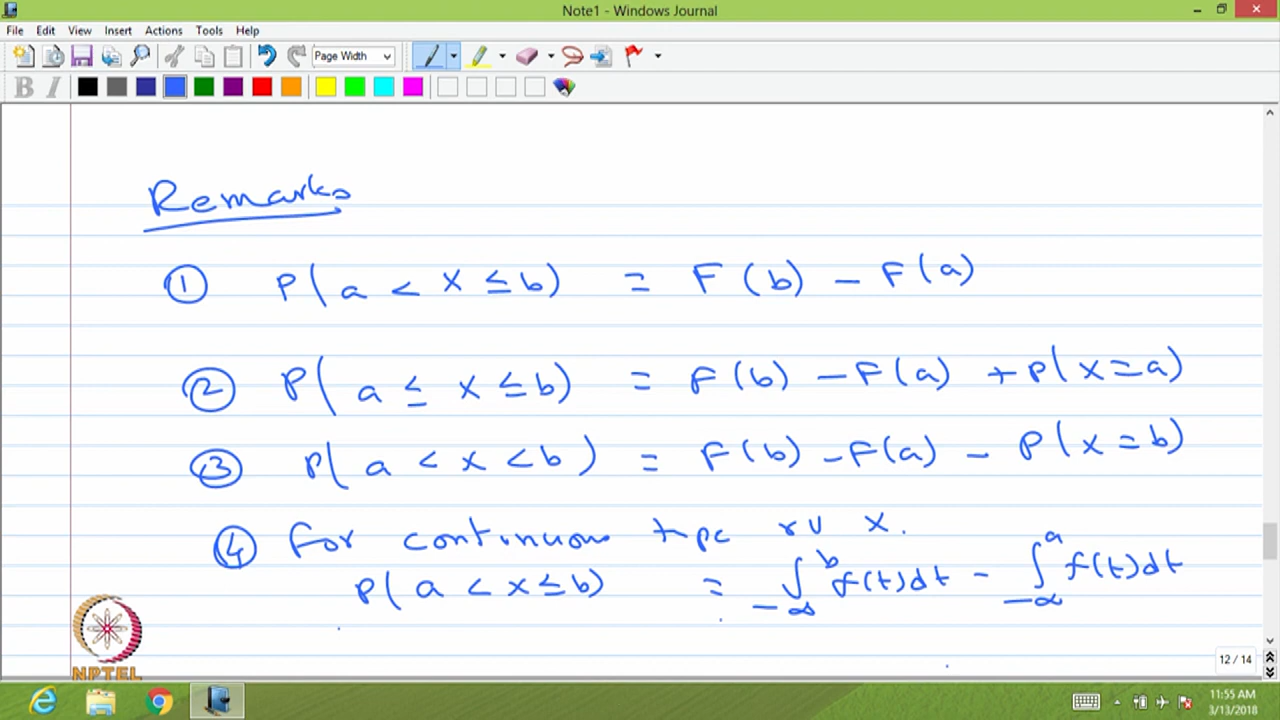 Note1 - Windows Journal
File Edit View Insert Actions Tools Help
Page Width
B I
Remarks
① P(a < X ≤ b) = F(b) - F(a)
② P(a ≤ X ≤ b) = F(b) - F(a) + P(X = a)
③ P(a < X < b) = F(b) - F(a) - P(X = b)
④ For continuous type rv X.
P(a < X ≤ b) = ∫_{-∞}^{b} f(t)dt - ∫_{-∞}^{a} f(t)dt
NPTEL
12 / 14
11:55 AM
3/13/2018